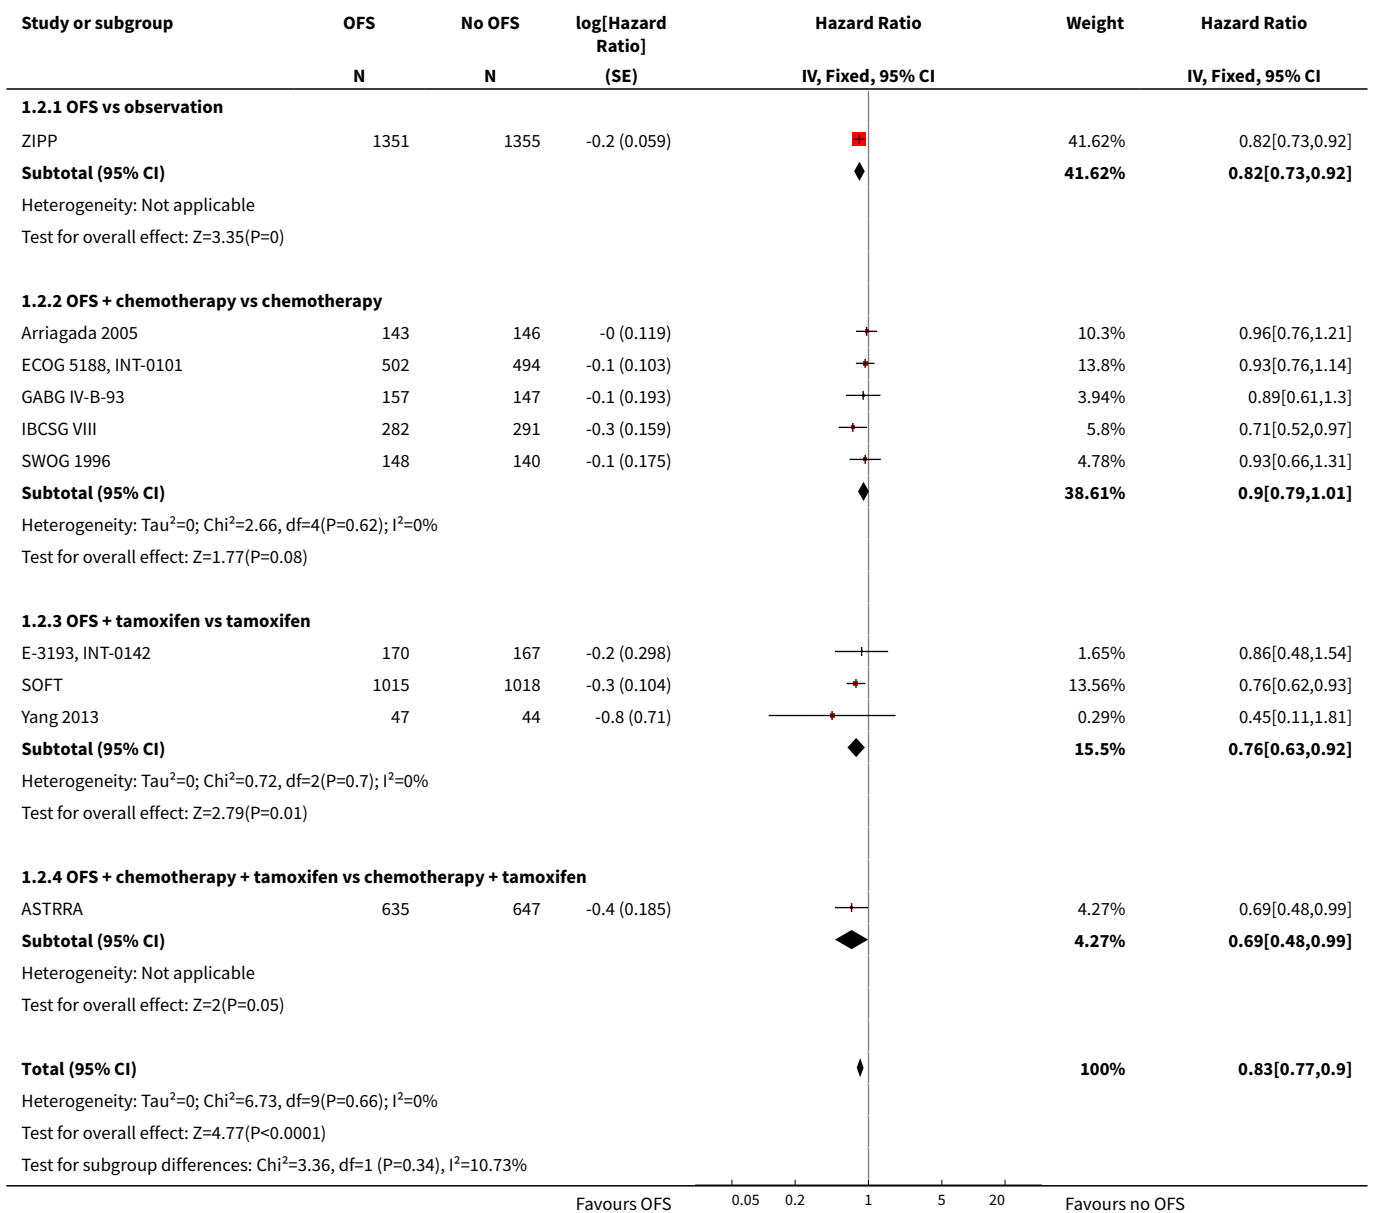 Study or subgroup OFS No OFS log[Hazard Ratio] Hazard Ratio Weight Hazard Ratio
N N (SE) IV, Fixed, 95% CI IV, Fixed, 95% CI
1.2.1 OFS vs observation
ZIPP 1351 1355 -0.2 (0.059) 41.62% 0.82[0.73,0.92]
Subtotal (95% CI) 41.62% 0.82[0.73,0.92]
Heterogeneity: Not applicable
Test for overall effect: Z=3.35(P=0)
1.2.2 OFS + chemotherapy vs chemotherapy
Arriagada 2005 143 146 -0 (0.119) 10.3% 0.96[0.76,1.21]
ECOG 5188, INT-0101 502 494 -0.1 (0.103) 13.8% 0.93[0.76,1.14]
GABG IV-B-93 157 147 -0.1 (0.193) 3.94% 0.89[0.61,1.3]
IBCSG VIII 282 291 -0.3 (0.159) 5.8% 0.71[0.52,0.97]
SWOG 1996 148 140 -0.1 (0.175) 4.78% 0.93[0.66,1.31]
Subtotal (95% CI) 38.61% 0.9[0.79,1.01]
Heterogeneity: Tau²=0; Chi²=2.66, df=4(P=0.62); I²=0%
Test for overall effect: Z=1.77(P=0.08)
1.2.3 OFS + tamoxifen vs tamoxifen
E-3193, INT-0142 170 167 -0.2 (0.298) 1.65% 0.86[0.48,1.54]
SOFT 1015 1018 -0.3 (0.104) 13.56% 0.76[0.62,0.93]
Yang 2013 47 44 -0.8 (0.71) 0.29% 0.45[0.11,1.81]
Subtotal (95% CI) 15.5% 0.76[0.63,0.92]
Heterogeneity: Tau²=0; Chi²=0.72, df=2(P=0.7); I²=0%
Test for overall effect: Z=2.79(P=0.01)
1.2.4 OFS + chemotherapy + tamoxifen vs chemotherapy + tamoxifen
ASTRRA 635 647 -0.4 (0.185) 4.27% 0.69[0.48,0.99]
Subtotal (95% CI) 4.27% 0.69[0.48,0.99]
Heterogeneity: Not applicable
Test for overall effect: Z=2(P=0.05)
Total (95% CI) 100% 0.83[0.77,0.9]
Heterogeneity: Tau²=0; Chi²=6.73, df=9(P=0.66); I²=0%
Test for overall effect: Z=4.77(P<0.0001)
Test for subgroup differences: Chi²=3.36, df=1 (P=0.34), I²=10.73%
Favours OFS 0.05 0.2 1 5 20 Favours no OFS